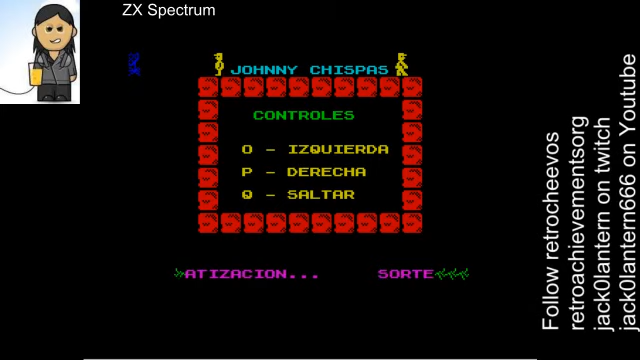 ZX Spectrum
JOHNNY CHISPAS
CONTROLES
O - IZQUIERDA
P - DERECHA
Q - SALTAR
ATIZACION... SORTE
Follow retrocheevos
retroachievementsorg
jack0lantern on twitch
jack0lantern666 on Youtube